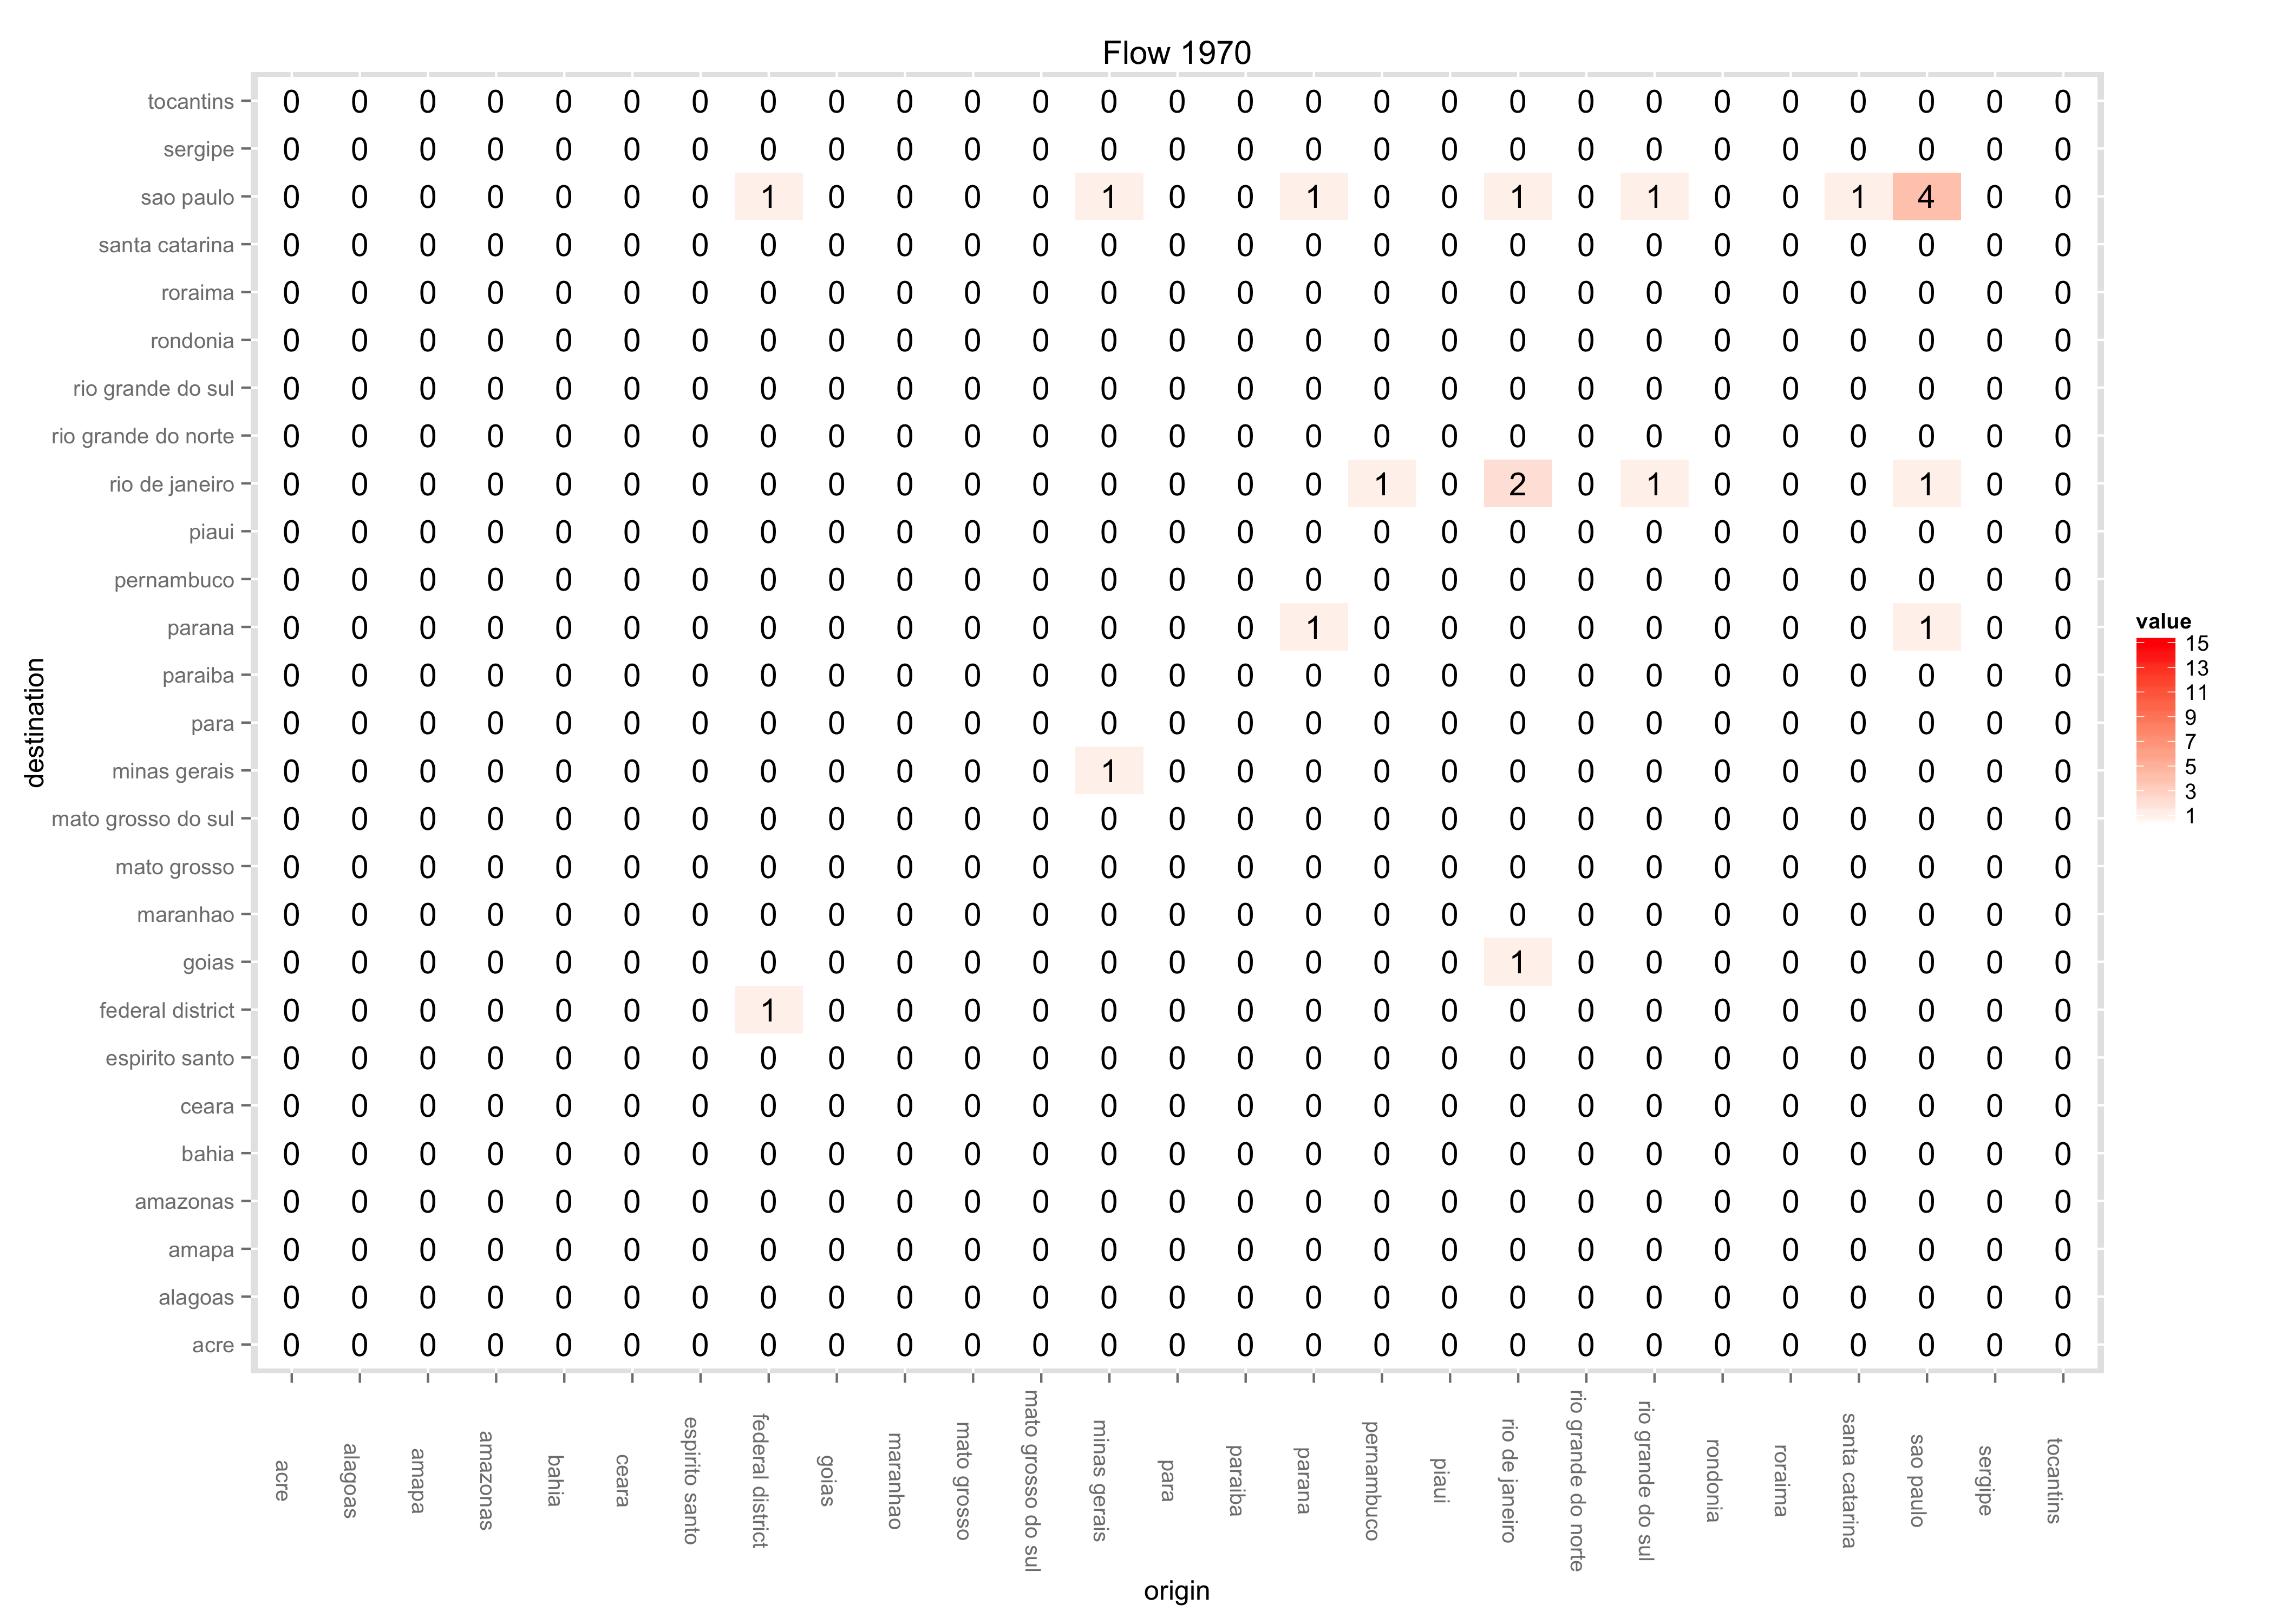 Flow 1970
tocantins 0 0 0 0 0 0 0 0 0 0 0 0 0 0 0 0 0 0 0 0 0 0 0 0 0 0 0
sergipe 0 0 0 0 0 0 0 0 0 0 0 0 0 0 0 0 0 0 0 0 0 0 0 0 0 0 0
sao paulo 0 0 0 0 0 0 0 1 0 0 0 0 1 0 0 1 0 0 1 0 1 0 0 1 4 0 0
santa catarina 0 0 0 0 0 0 0 0 0 0 0 0 0 0 0 0 0 0 0 0 0 0 0 0 0 0 0
roraima 0 0 0 0 0 0 0 0 0 0 0 0 0 0 0 0 0 0 0 0 0 0 0 0 0 0 0
rondonia 0 0 0 0 0 0 0 0 0 0 0 0 0 0 0 0 0 0 0 0 0 0 0 0 0 0 0
rio grande do sul 0 0 0 0 0 0 0 0 0 0 0 0 0 0 0 0 0 0 0 0 0 0 0 0 0 0 0
rio grande do norte 0 0 0 0 0 0 0 0 0 0 0 0 0 0 0 0 0 0 0 0 0 0 0 0 0 0 0
rio de janeiro 0 0 0 0 0 0 0 0 0 0 0 0 0 0 0 0 1 0 2 0 1 0 0 0 1 0 0
piaui 0 0 0 0 0 0 0 0 0 0 0 0 0 0 0 0 0 0 0 0 0 0 0 0 0 0 0
pernambuco 0 0 0 0 0 0 0 0 0 0 0 0 0 0 0 0 0 0 0 0 0 0 0 0 0 0 0
parana 0 0 0 0 0 0 0 0 0 0 0 0 0 0 0 1 0 0 0 0 0 0 0 0 1 0 0
paraiba 0 0 0 0 0 0 0 0 0 0 0 0 0 0 0 0 0 0 0 0 0 0 0 0 0 0 0
para 0 0 0 0 0 0 0 0 0 0 0 0 0 0 0 0 0 0 0 0 0 0 0 0 0 0 0
minas gerais 0 0 0 0 0 0 0 0 0 0 0 0 1 0 0 0 0 0 0 0 0 0 0 0 0 0 0
mato grosso do sul 0 0 0 0 0 0 0 0 0 0 0 0 0 0 0 0 0 0 0 0 0 0 0 0 0 0 0
mato grosso 0 0 0 0 0 0 0 0 0 0 0 0 0 0 0 0 0 0 0 0 0 0 0 0 0 0 0
maranhao 0 0 0 0 0 0 0 0 0 0 0 0 0 0 0 0 0 0 0 0 0 0 0 0 0 0 0
goias 0 0 0 0 0 0 0 0 0 0 0 0 0 0 0 0 0 0 1 0 0 0 0 0 0 0 0
federal district 0 0 0 0 0 0 0 1 0 0 0 0 0 0 0 0 0 0 0 0 0 0 0 0 0 0 0
espirito santo 0 0 0 0 0 0 0 0 0 0 0 0 0 0 0 0 0 0 0 0 0 0 0 0 0 0 0
ceara 0 0 0 0 0 0 0 0 0 0 0 0 0 0 0 0 0 0 0 0 0 0 0 0 0 0 0
bahia 0 0 0 0 0 0 0 0 0 0 0 0 0 0 0 0 0 0 0 0 0 0 0 0 0 0 0
amazonas 0 0 0 0 0 0 0 0 0 0 0 0 0 0 0 0 0 0 0 0 0 0 0 0 0 0 0
amapa 0 0 0 0 0 0 0 0 0 0 0 0 0 0 0 0 0 0 0 0 0 0 0 0 0 0 0
alagoas 0 0 0 0 0 0 0 0 0 0 0 0 0 0 0 0 0 0 0 0 0 0 0 0 0 0 0
acre 0 0 0 0 0 0 0 0 0 0 0 0 0 0 0 0 0 0 0 0 0 0 0 0 0 0 0
destination
acre
alagoas
amapa
amazonas
bahia
ceara
espirito santo
federal district
goias
maranhao
mato grosso
mato grosso do sul
minas gerais
para
paraiba
parana
pernambuco
piaui
rio de janeiro
rio grande do norte
rio grande do sul
rondonia
roraima
santa catarina
sao paulo
sergipe
tocantins
origin
value
15
13
11
9
7
5
3
1